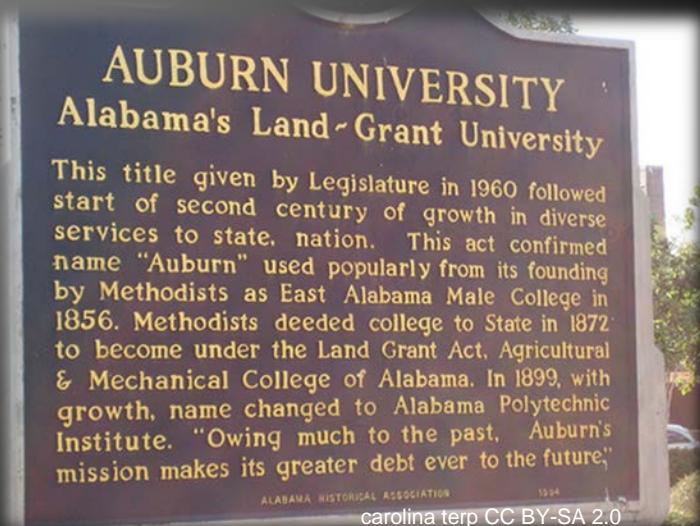 AUBURN UNIVERSITY
Alabama's Land~Grant University
This title given by Legislature in 1960 followed
start of second century of growth in diverse
services to state, nation. This act confirmed
name "Auburn" used popularly from its founding
by Methodists as East Alabama Male College in
1856. Methodists deeded college to State in 1872
to become under the Land Grant Act, Agricultural
& Mechanical College of Alabama. In 1899, with
growth, name changed to Alabama Polytechnic
Institute. "Owing much to the past, Auburn's
mission makes its greater debt ever to the future."
ALABAMA HISTORICAL ASSOCIATION
carolina terp CC BY-SA 2.0